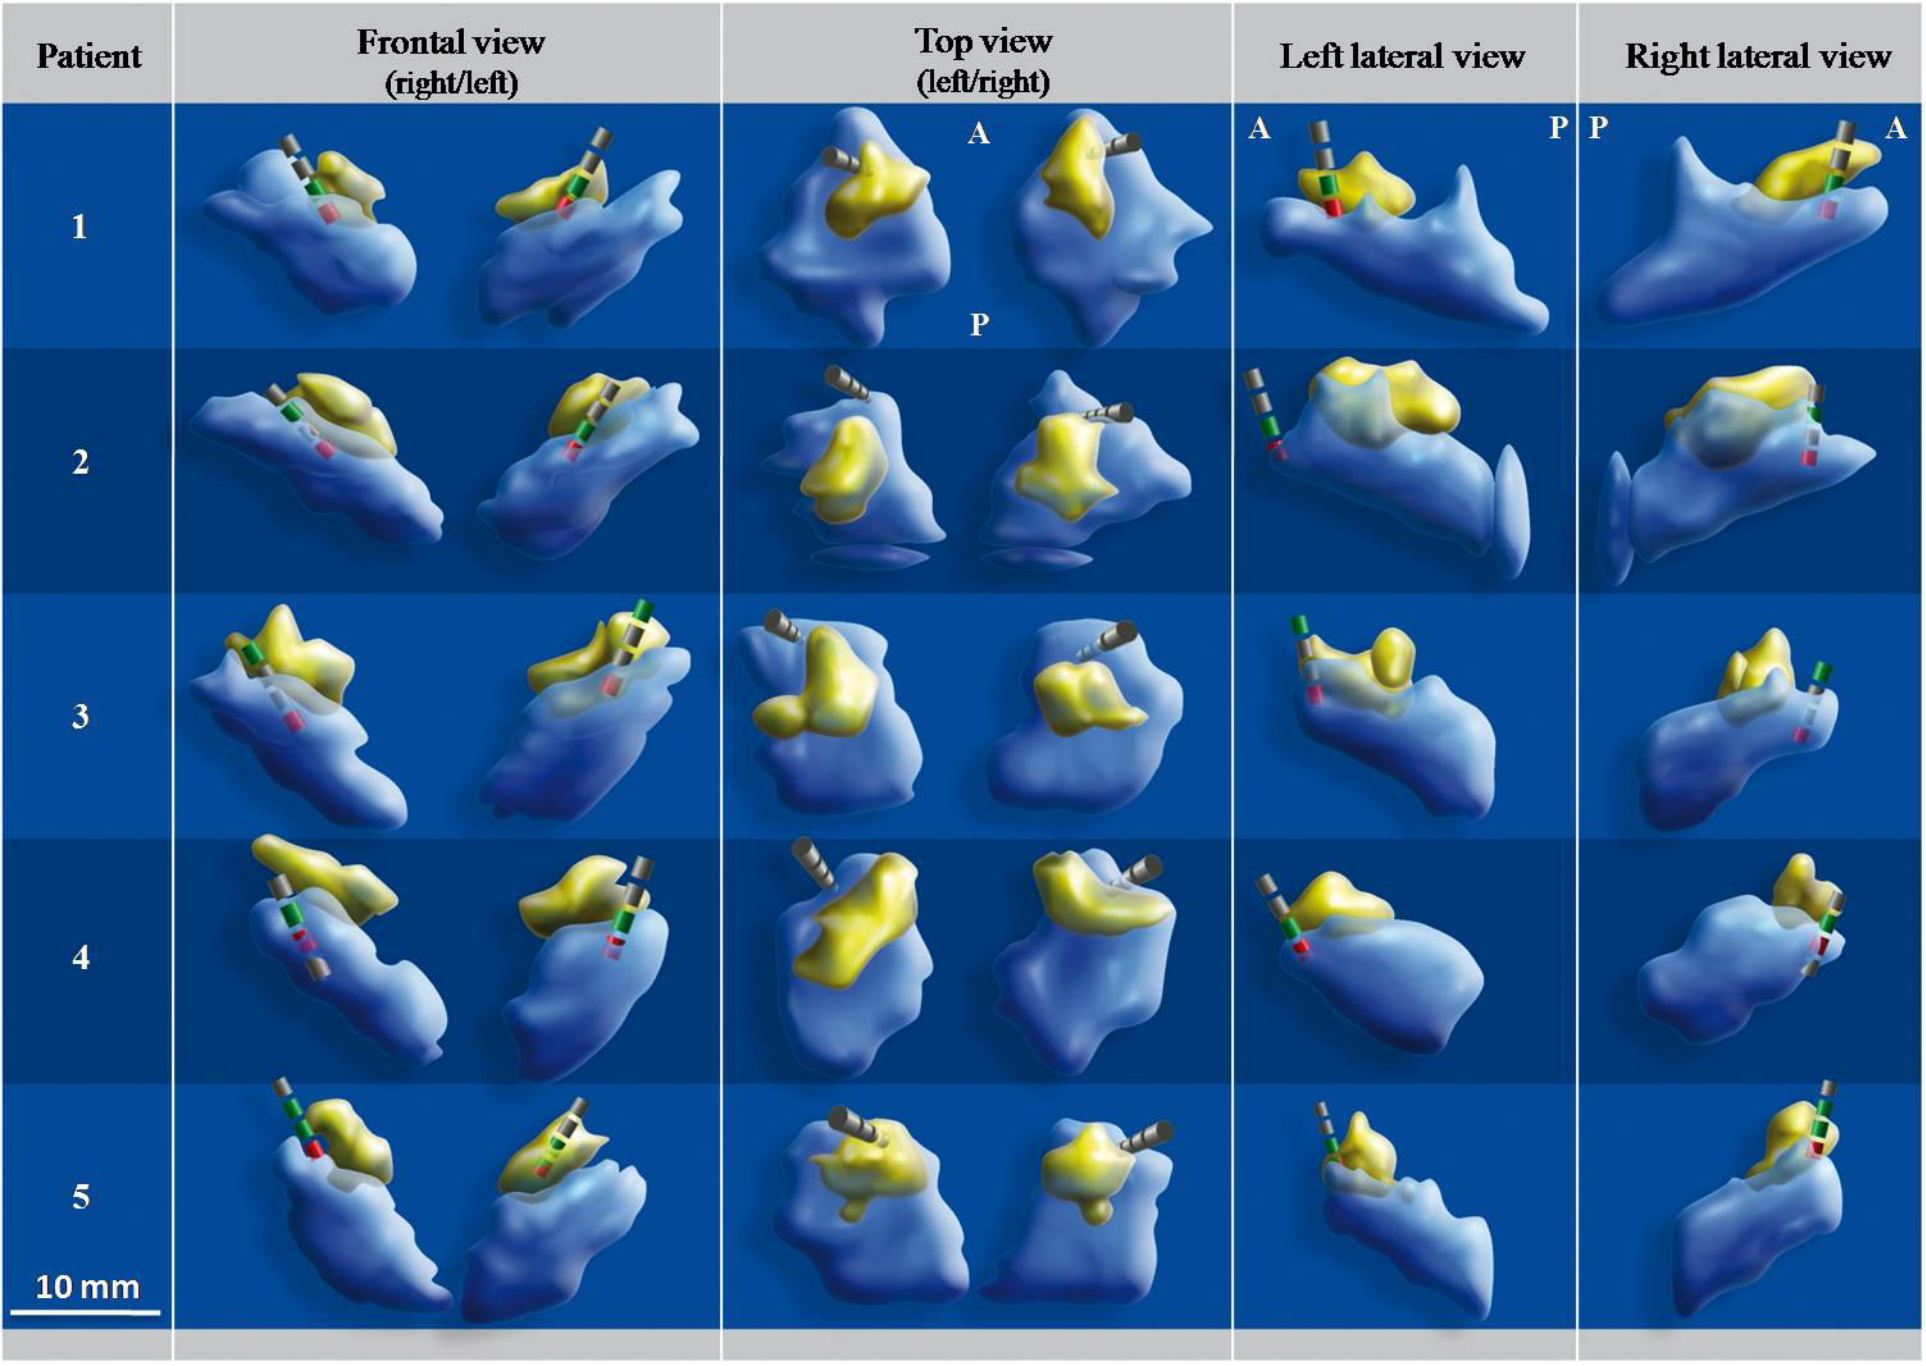 Patient
Frontal view
(right/left)
Top view
(left/right)
Left lateral view
Right lateral view
1
A
P
A
P
P
A
2
3
4
5
10 mm